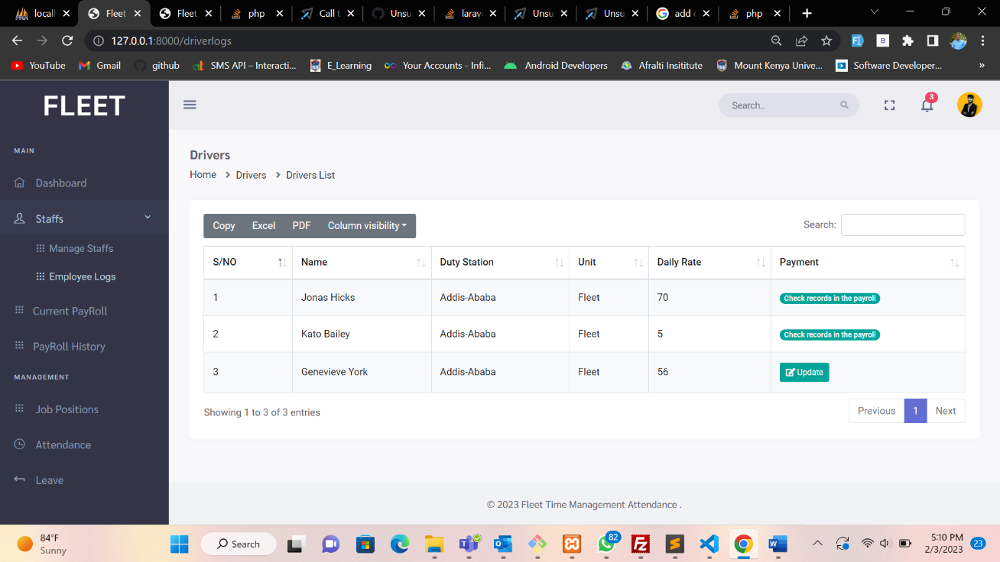 locall
Fleet
Fleet
php
Call t
Unsu
larave
Unsu
Unsu
add c
php
127.0.0.1:8000/driverlogs
YouTube
Gmail
github
SMS API – Interacti...
E_Learning
Your Accounts - Infi...
Android Developers
Afralti Insititute
Mount Kenya Unive...
Software Developer...
»
FLEET
Search..
3
MAIN
Dashboard
Staffs
Manage Staffs
Employee Logs
Current PayRoll
PayRoll History
MANAGEMENT
Job Positions
Attendance
Leave
Drivers
Home > Drivers > Drivers List
Copy Excel PDF Column visibility
Search:
S/NO Name Duty Station Unit Daily Rate Payment
1 Jonas Hicks Addis-Ababa Fleet 70 Check records in the payroll
2 Kato Bailey Addis-Ababa Fleet 5 Check records in the payroll
3 Genevieve York Addis-Ababa Fleet 56 Update
Showing 1 to 3 of 3 entries
Previous 1 Next
© 2023 Fleet Time Management Attendance .
84°F
Sunny
Search
82
5:10 PM
2/3/2023
23